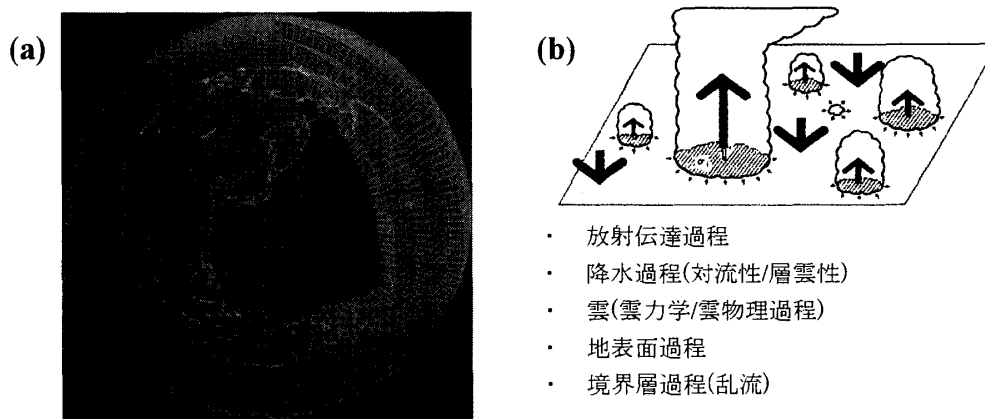 (a)
(b)
・ 放射伝達過程
・ 降水過程(対流性/層雲性)
・ 雲(雲力学/雲物理過程)
・ 地表面過程
・ 境界層過程(乱流)